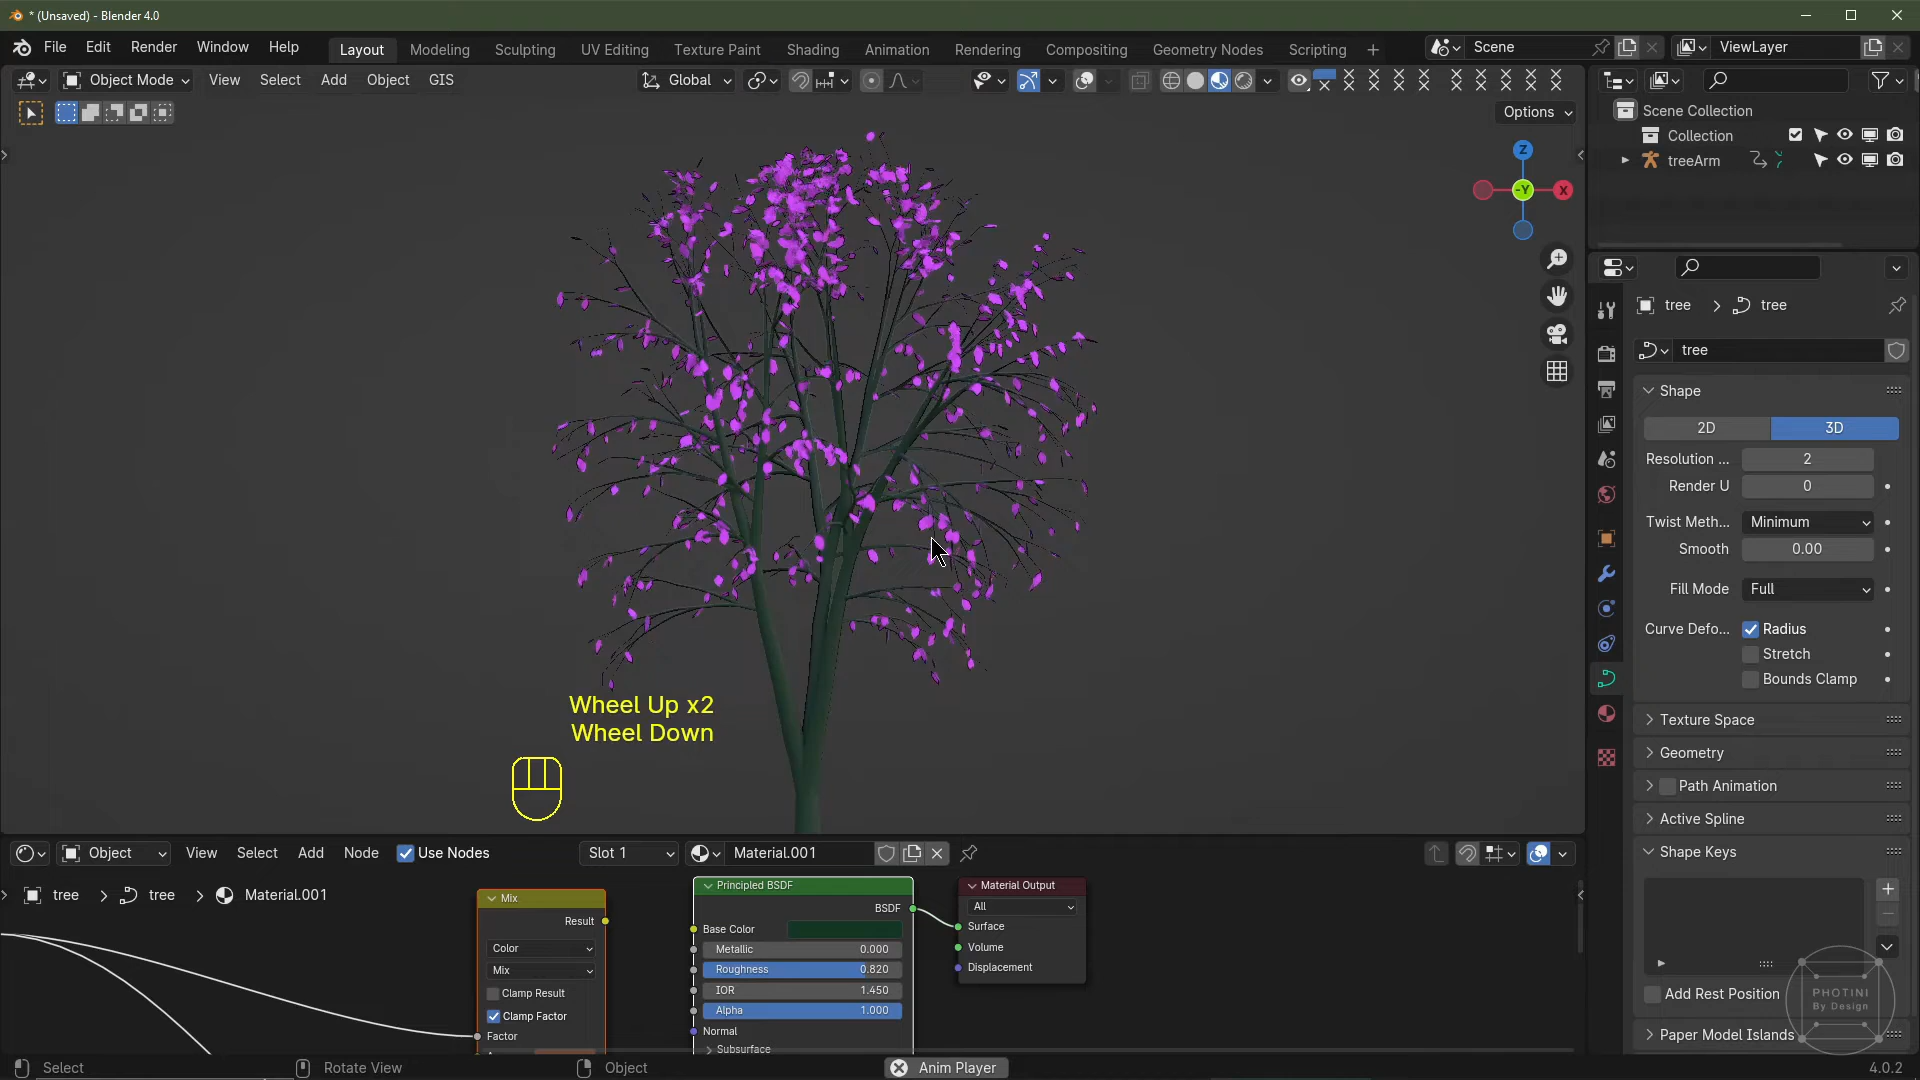 * (Unsaved) - Blender 4.0
File Edit Render Window Help
Layout Modeling Sculpting UV Editing Texture Paint Shading Animation Rendering Compositing Geometry Nodes Scripting +
Scene
ViewLayer
Object Mode View Select Add Object GIS
Global
Options
Scene Collection
Collection
treeArm
Z
-Y
X
tree > tree
tree
Shape
2D 3D
Resolution ... 2
Render U 0
Twist Meth... Minimum
Smooth 0.00
Fill Mode Full
Curve Defo... Radius
Stretch
Bounds Clamp
Texture Space
Geometry
Path Animation
Active Spline
Shape Keys
Add Rest Position
Paper Model Islands
Wheel Up x2
Wheel Down
Object View Select Add Node Use Nodes Slot 1 Material.001
tree > tree > Material.001
Mix
Result
Color
Mix
Clamp Result
Clamp Factor
Factor
Principled BSDF
BSDF
Base Color
Metallic 0.000
Roughness 0.820
IOR 1.450
Alpha 1.000
Normal
Subsurface
Material Output
All
Surface
Volume
Displacement
PHOTINI
By Design
Select Rotate View Object Anim Player 4.0.2